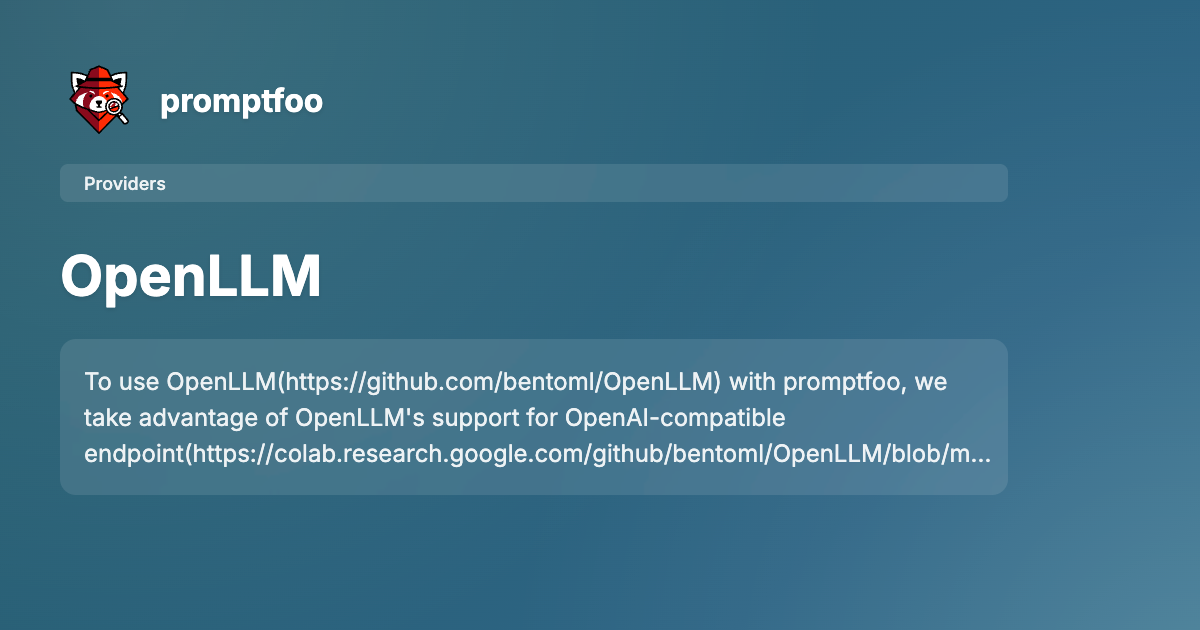 promptfoo
Providers
OpenLLM
To use OpenLLM(https://github.com/bentoml/OpenLLM) with promptfoo, we
take advantage of OpenLLM's support for OpenAI-compatible
endpoint(https://colab.research.google.com/github/bentoml/OpenLLM/blob/m...